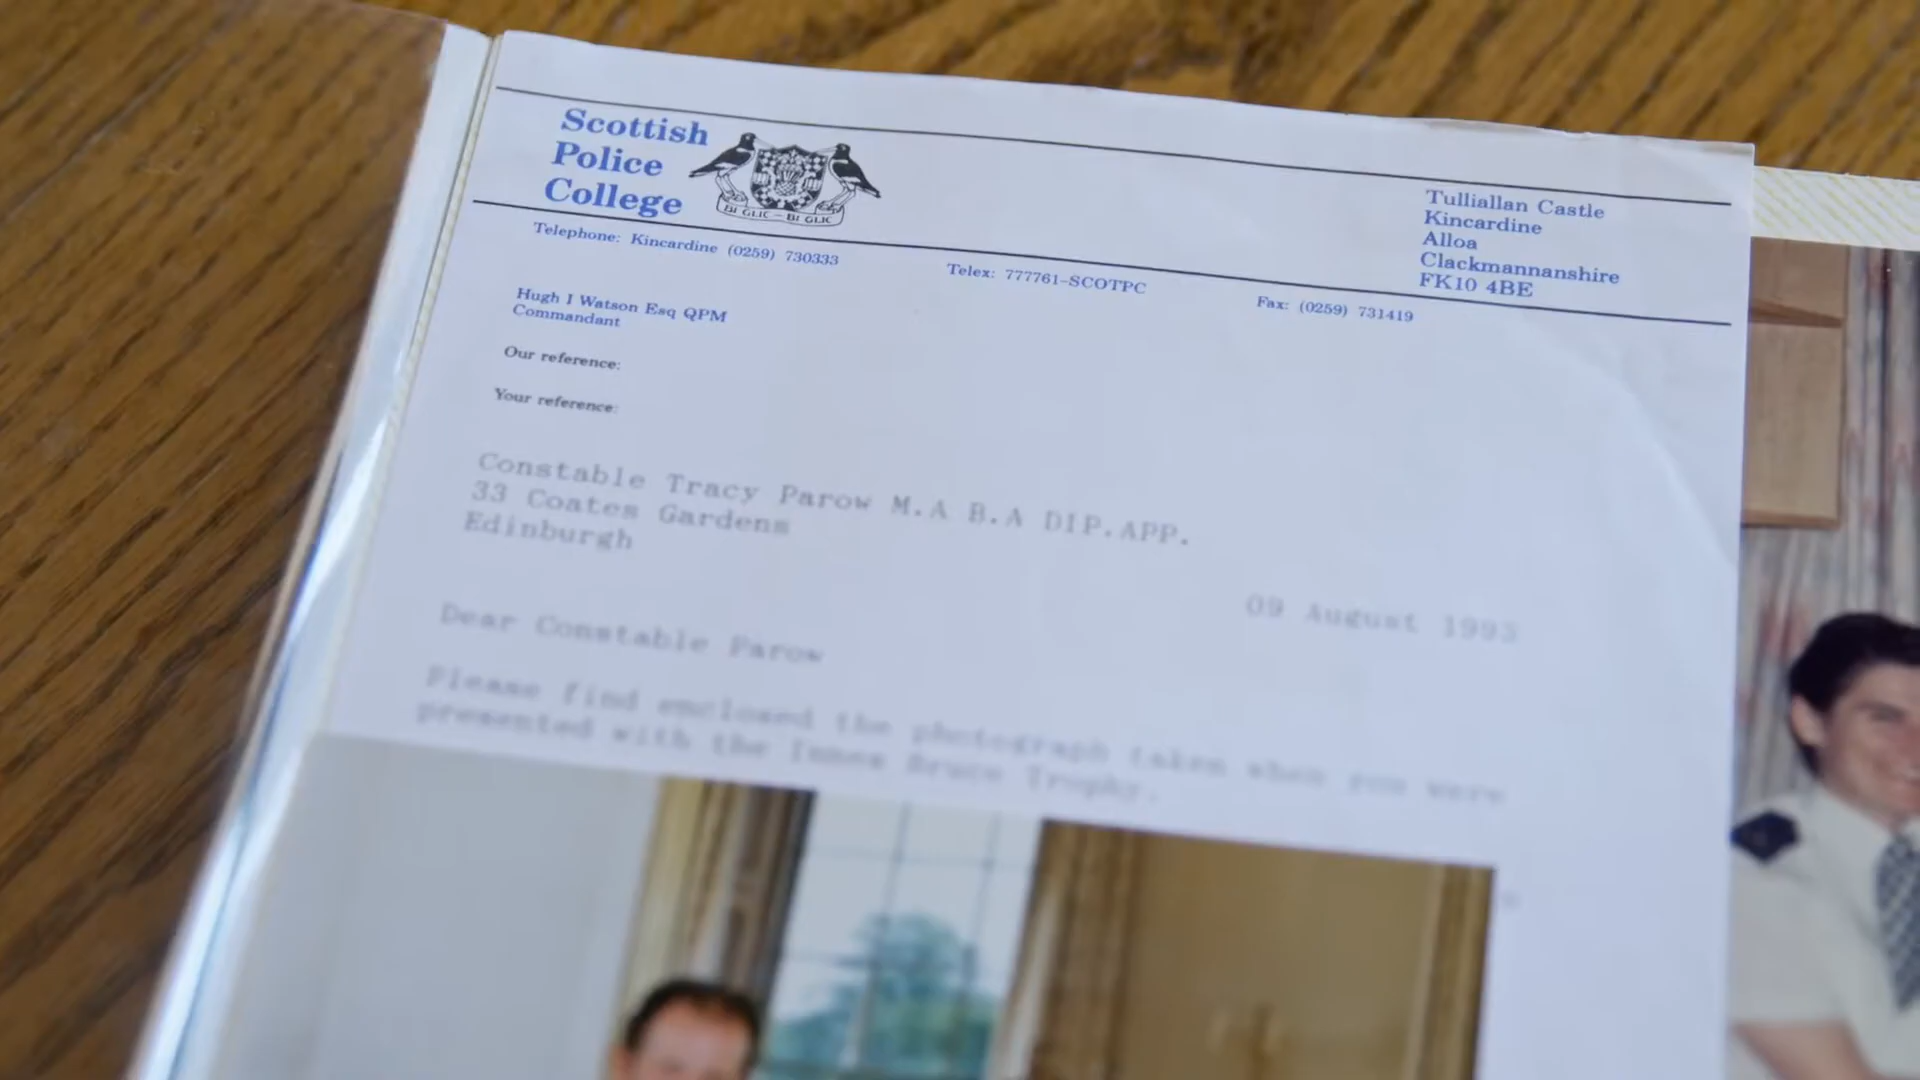 Scottish
Police
College
BI GLIC - BI GLIC
Tulliallan Castle
Kincardine
Alloa
Clackmannanshire
FK10 4BE
Telephone: Kincardine (0259) 730333
Telex: 777761-SCOTPC
Fax: (0259) 731419
Hugh I Watson Esq QPM
Commandant
Our reference:
Your reference:
Constable Tracy Parow M.A B.A DIP.APP.
33 Coates Gardens
Edinburgh
09 August 1993
Dear Constable Parow
Please find enclosed the photograph taken when you were
presented with the Innes Bruce Trophy.